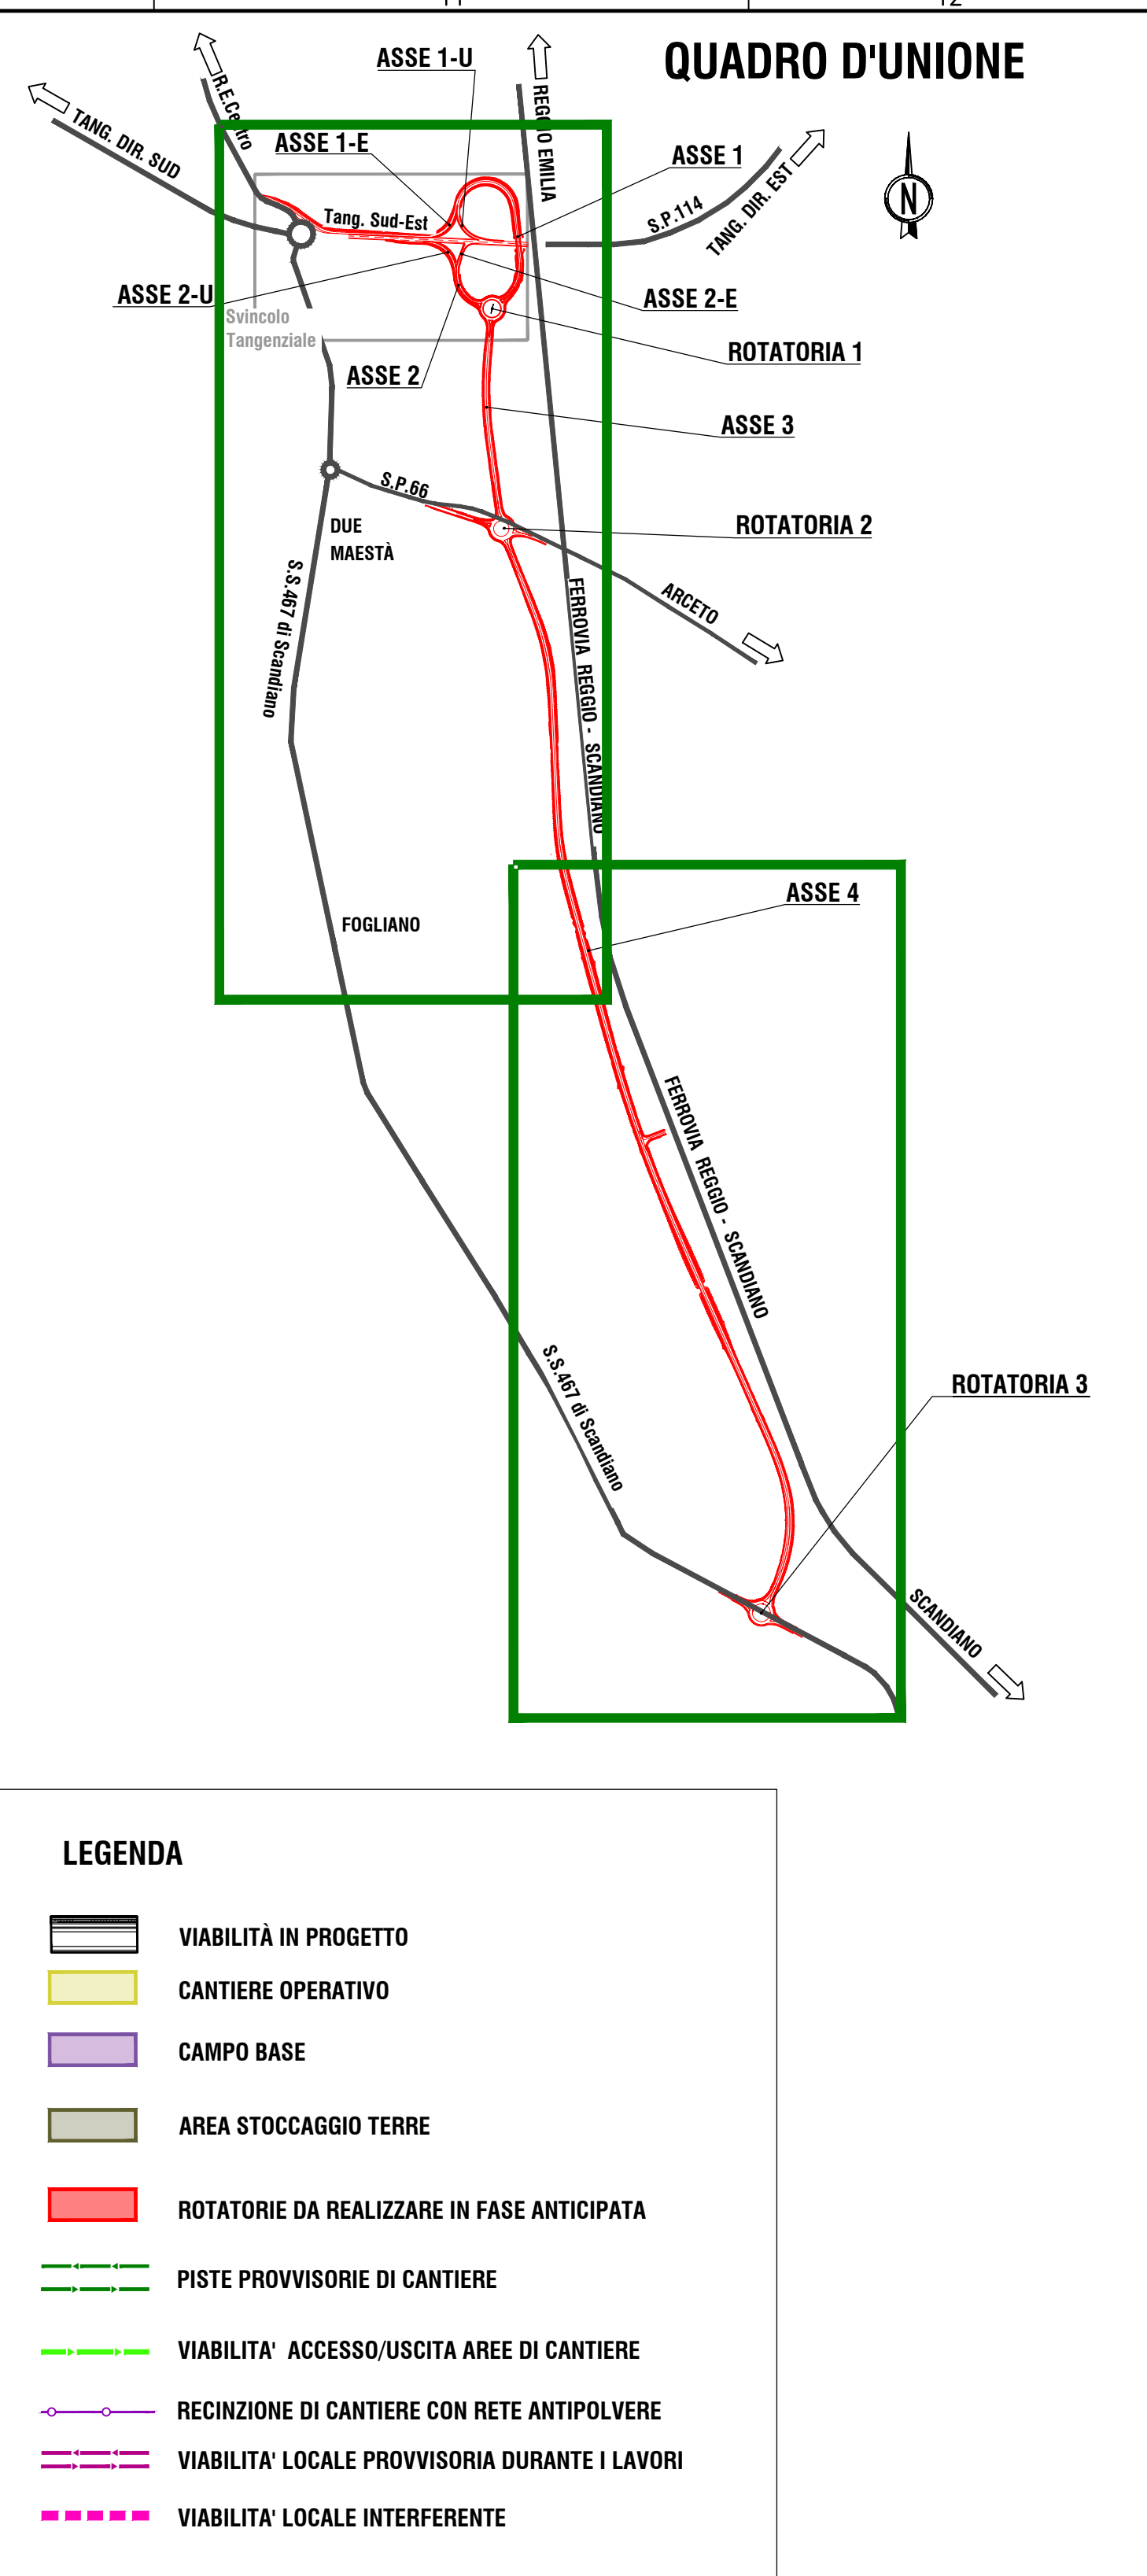 QUADRO D'UNIONE
ASSE 1-U
R.E.Centro
REGGIO EMILIA
TANG. DIR. SUD
ASSE 1-E
ASSE 1
N
S.P.114
TANG. DIR. EST
Tang. Sud-Est
ASSE 2-U
ASSE 2-E
Svincolo
Tangenziale
ROTATORIA 1
ASSE 2
ASSE 3
S.P.66
DUE
MAESTÀ
ROTATORIA 2
S.S.467 di Scandiano
ARCETO
FERROVIA REGGIO - SCANDIANO
ASSE 4
FOGLIANO
FERROVIA REGGIO - SCANDIANO
S.S.467 di Scandiano
ROTATORIA 3
SCANDIANO
LEGENDA
VIABILITÀ IN PROGETTO
CANTIERE OPERATIVO
CAMPO BASE
AREA STOCCAGGIO TERRE
ROTATORIE DA REALIZZARE IN FASE ANTICIPATA
PISTE PROVVISORIE DI CANTIERE
VIABILITA' ACCESSO/USCITA AREE DI CANTIERE
RECINZIONE DI CANTIERE CON RETE ANTIPOLVERE
VIABILITA' LOCALE PROVVISORIA DURANTE I LAVORI
VIABILITA' LOCALE INTERFERENTE